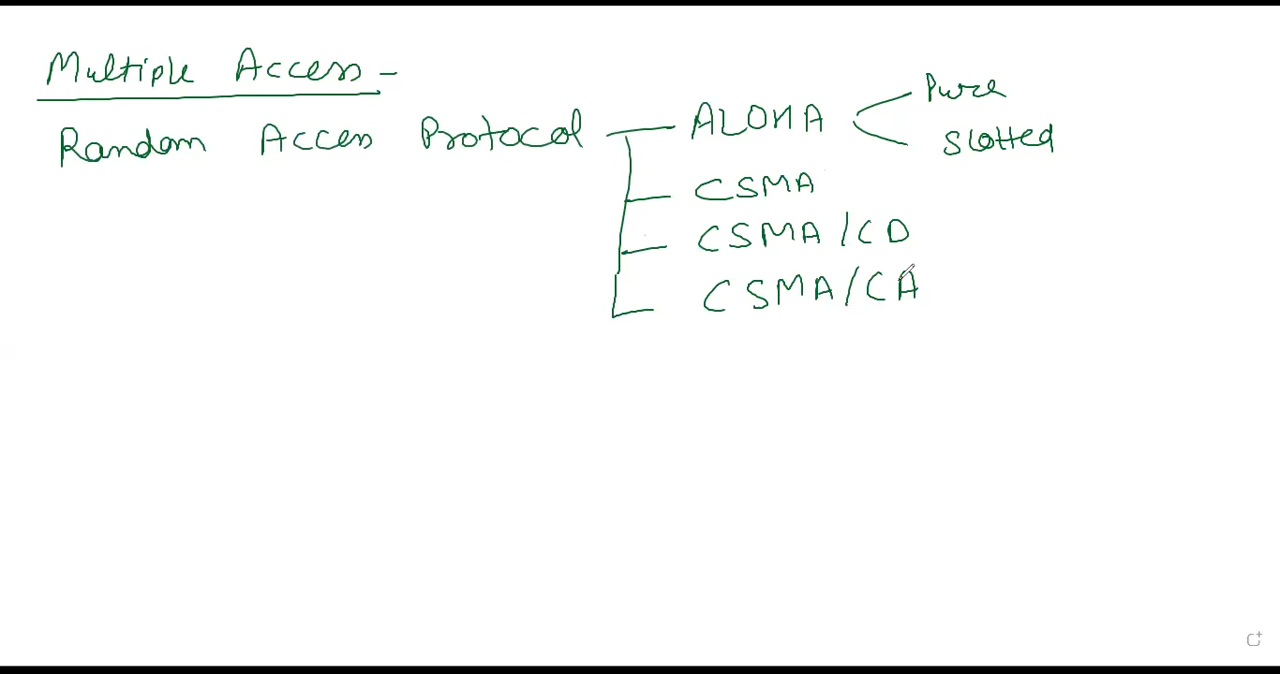 Multiple Access -
Random Access Protocol
ALOHA
Pure
Slotted
CSMA
CSMA/CD
CSMA/CA